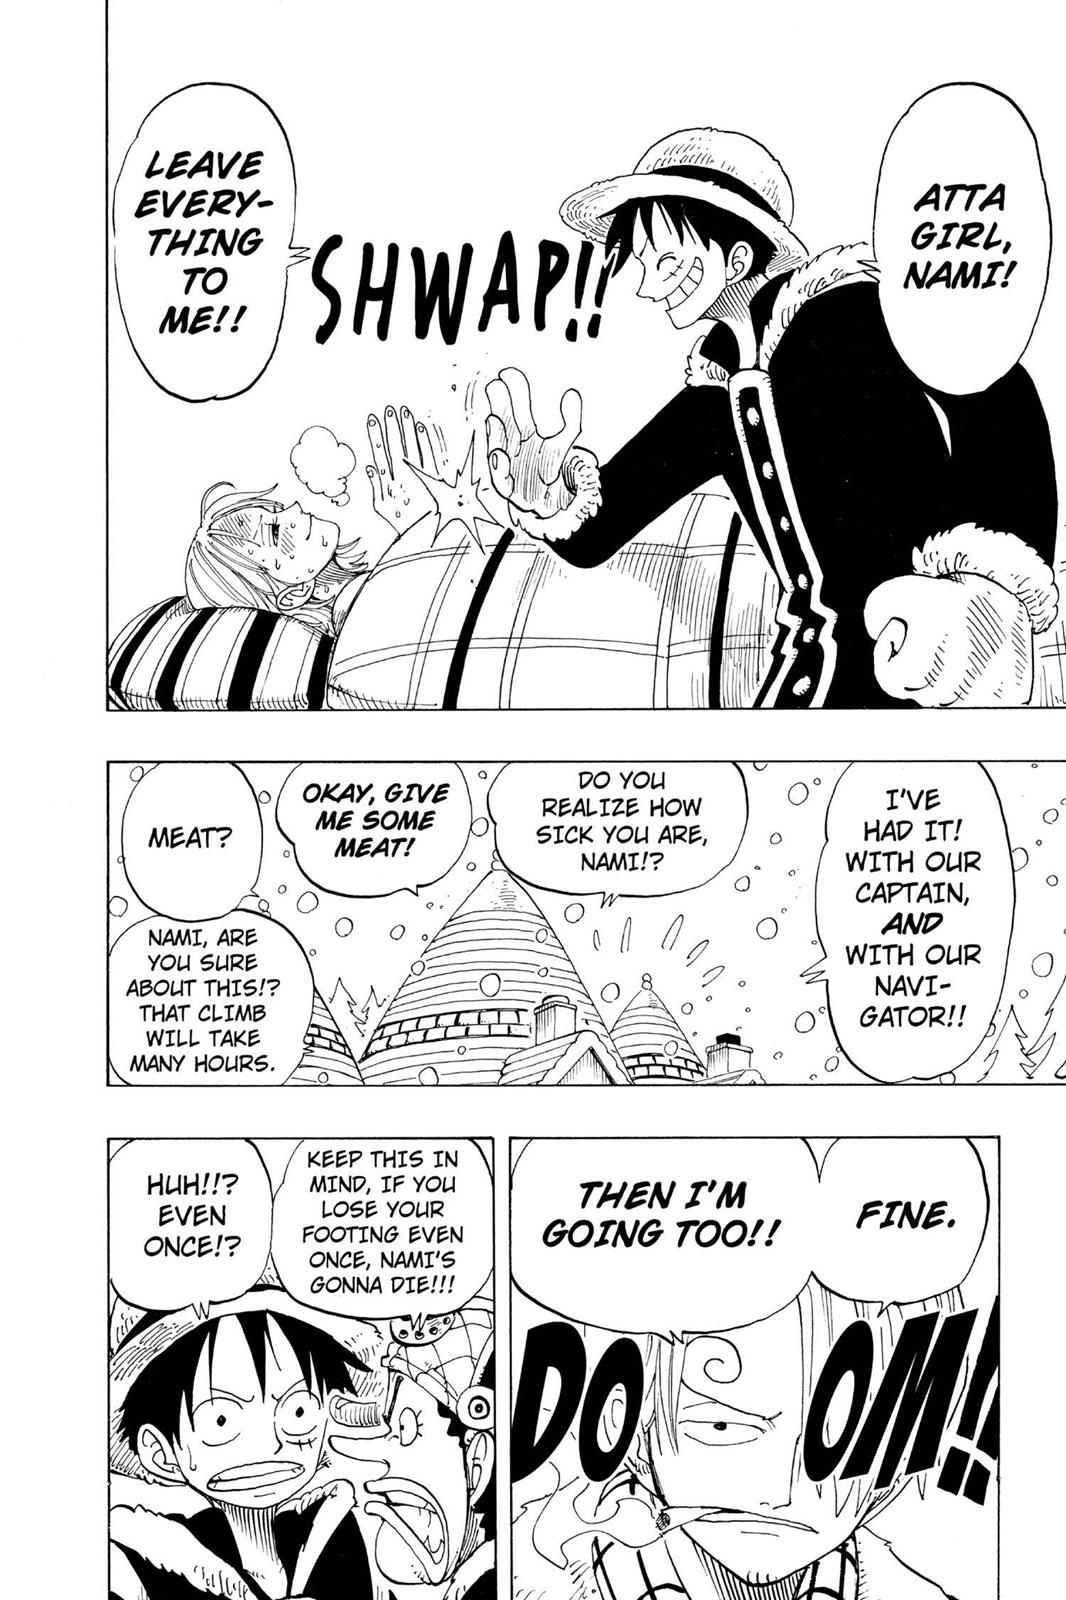 ATTA
GIRL,
NAMI!
SHWAP!!
LEAVE
EVERY-
THING
TO
ME!!
I'VE
HAD IT!
WITH OUR
CAPTAIN,
AND
WITH OUR
NAVI-
GATOR!!
DO YOU
REALIZE HOW
SICK YOU ARE,
NAMI!?
OKAY, GIVE
ME SOME
MEAT!
MEAT?
NAMI, ARE
YOU SURE
ABOUT THIS!?
THAT CLIMB
WILL TAKE
MANY HOURS.
FINE.
THEN I'M
GOING TOO!!
DOOM!!
KEEP THIS IN
MIND, IF YOU
LOSE YOUR
FOOTING EVEN
ONCE, NAMI'S
GONNA DIE!!!
HUH!!?
EVEN
ONCE!?